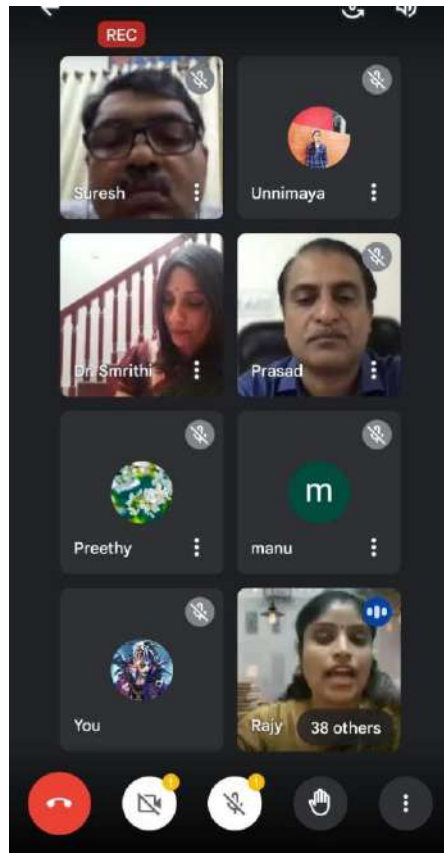 REC
Suresh
Unnimaya
Dr. Smrithi
Prasad
Preethy
m
manu
You
Rajy
38 others